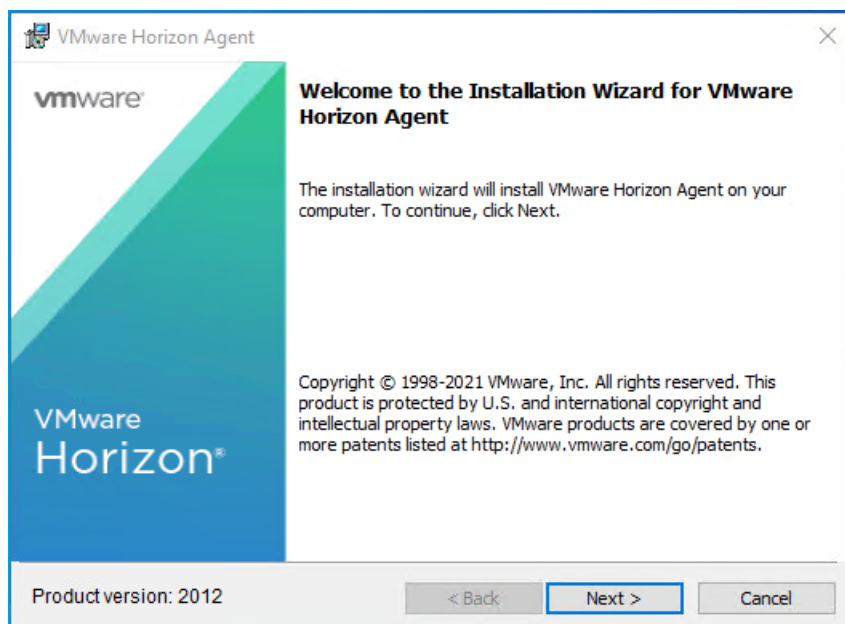 VMware Horizon Agent
vmware®
Welcome to the Installation Wizard for VMware
Horizon Agent
The installation wizard will install VMware Horizon Agent on your
computer. To continue, click Next.
Copyright © 1998-2021 VMware, Inc. All rights reserved. This
product is protected by U.S. and international copyright and
intellectual property laws. VMware products are covered by one or
more patents listed at http://www.vmware.com/go/patents.
VMware
Horizon®
Product version: 2012
< Back
Next >
Cancel